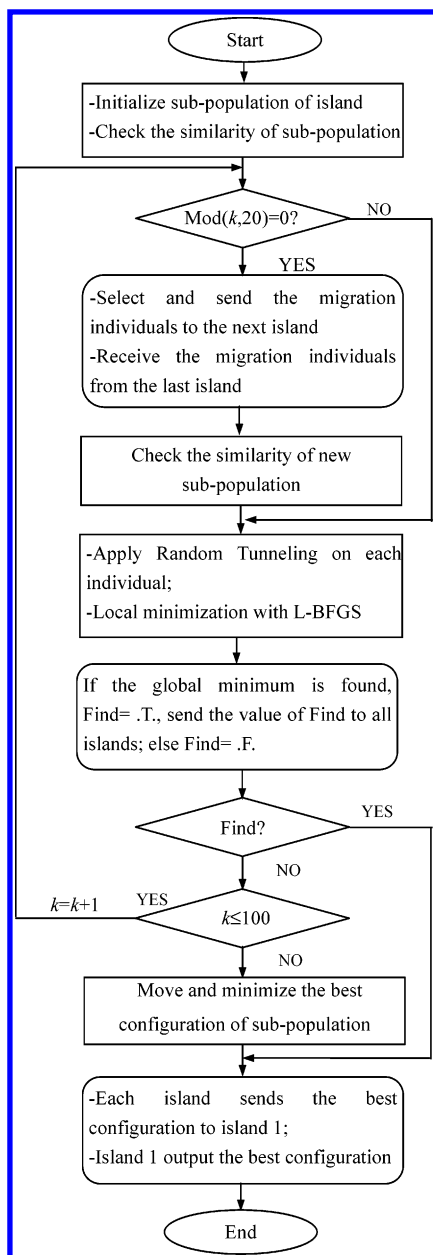 Start
-Initialize sub-population of island
-Check the similarity of sub-population
Mod(k,20)=0?
NO
YES
-Select and send the migration
individuals to the next island
-Receive the migration individuals
from the last island
Check the similarity of new
sub-population
-Apply Random Tunneling on each
individual;
-Local minimization with L-BFGS
If the global minimum is found,
Find= .T., send the value of Find to all
islands; else Find= .F.
YES
Find?
NO
k=k+1
YES
k≤100
NO
Move and minimize the best
configuration of sub-population
-Each island sends the best
configuration to island 1;
-Island 1 output the best configuration
End